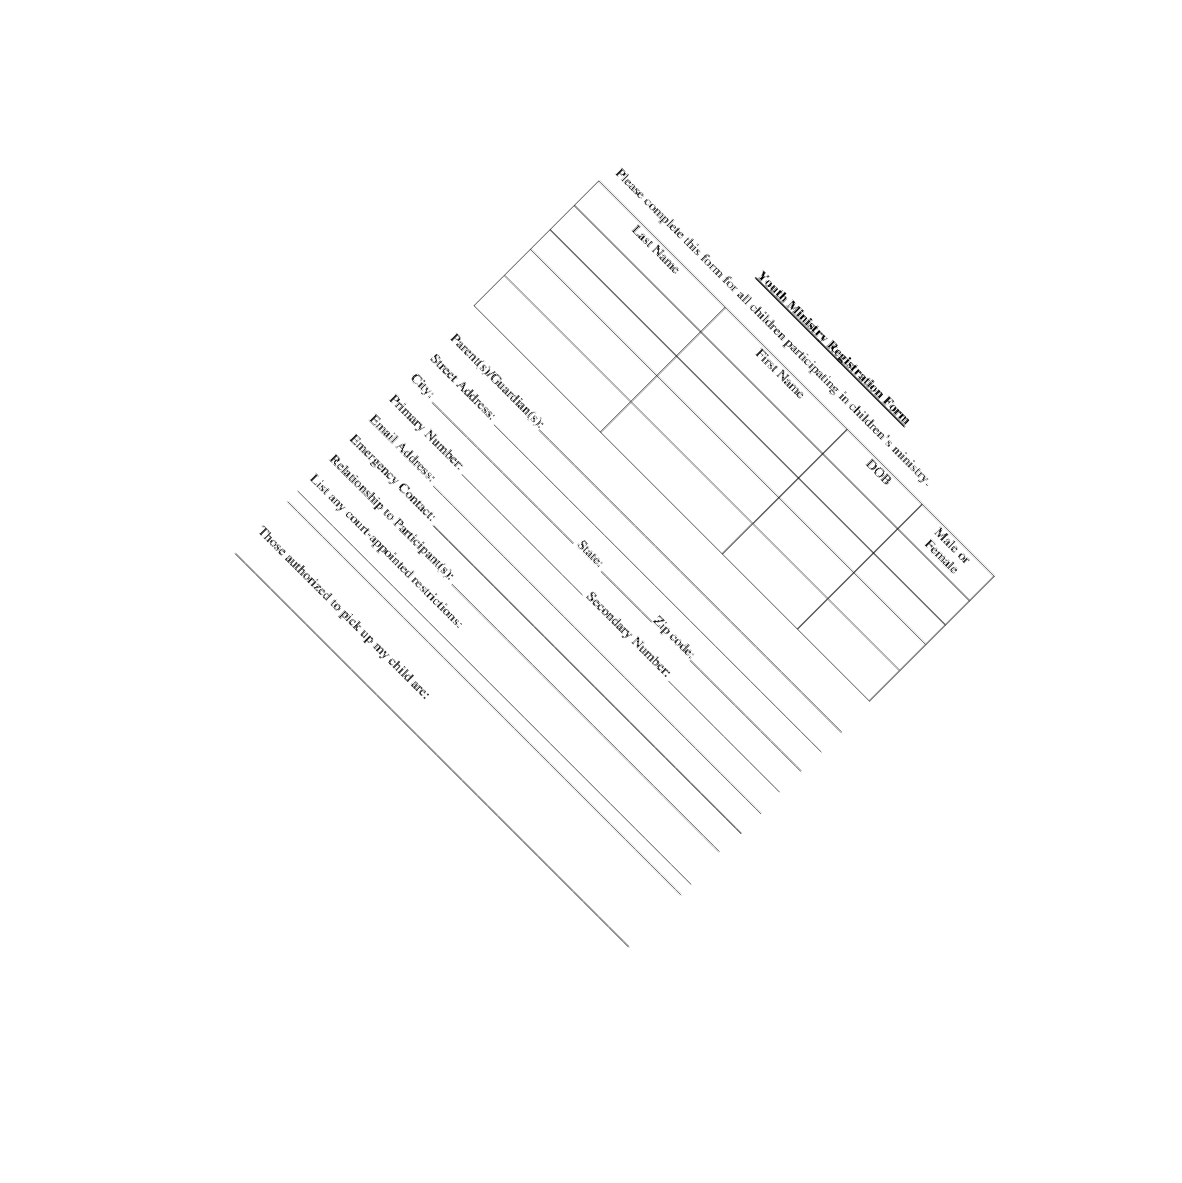 Youth Ministry Registration Form
Please complete this form for all children participating in children's ministry.
Last Name First Name DOB Male or
Female
Parent(s)/Guardian(s):
Street Address:
City: State: Zip code:
Primary Number: Secondary Number:
Email Address:
Emergency Contact:
Relationship to Participant(s):
List any court-appointed restrictions:
Those authorized to pick up my child are: